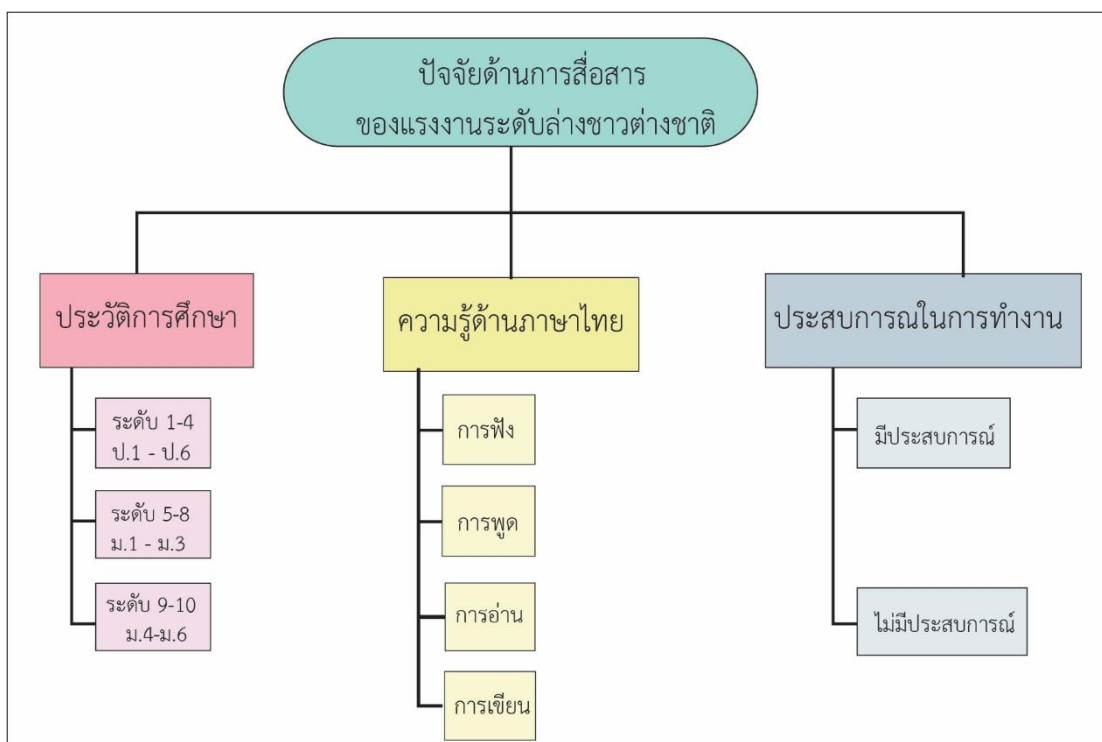 ปัจจัยด้านการสื่อสาร
ของแรงงานระดับล่างชาวต่างชาติ
ประวัติการศึกษา
ระดับ 1-4
ป.1 - ป.6
ระดับ 5-8
ม.1 - ม.3
ระดับ 9-10
ม.4-ม.6
ความรู้ด้านภาษาไทย
การฟัง
การพูด
การอ่าน
การเขียน
ประสบการณในการทำงาน
มีประสบการณ์
ไม่มีประสบการณ์